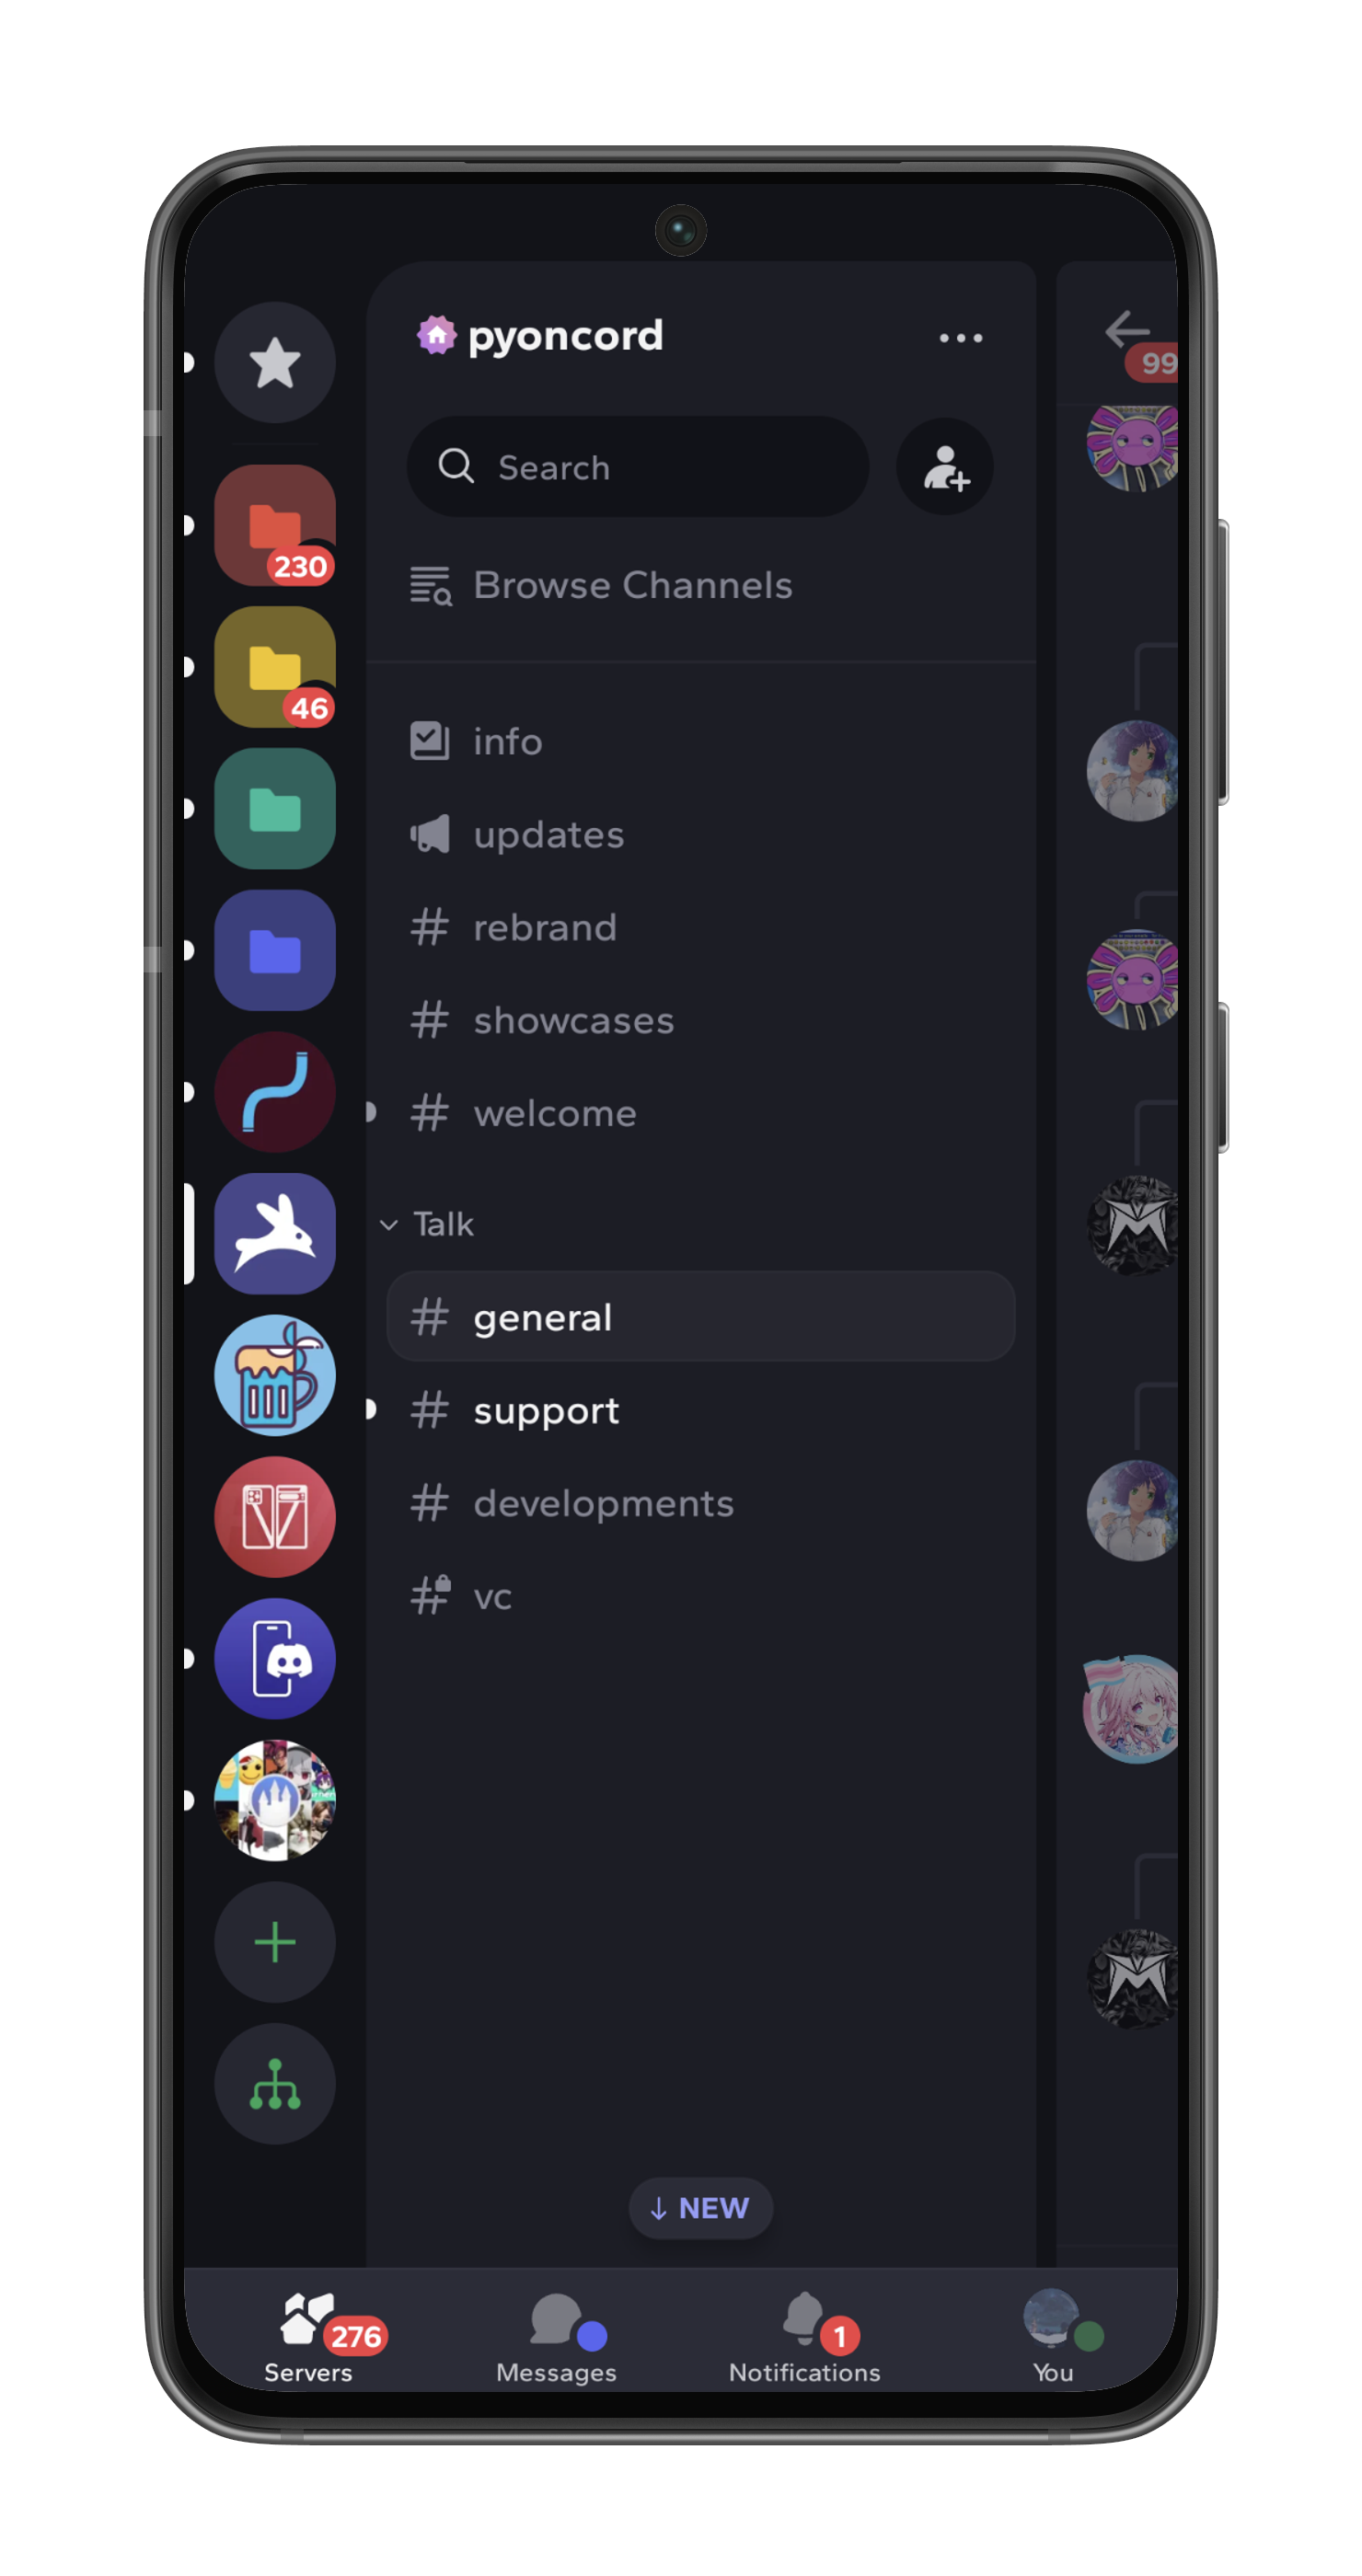 pyoncord
99
Search
Browse Channels
230
46
info
updates
rebrand
showcases
welcome
Talk
general
support
developments
vc
↓ NEW
276
1
Servers
Messages
Notifications
You